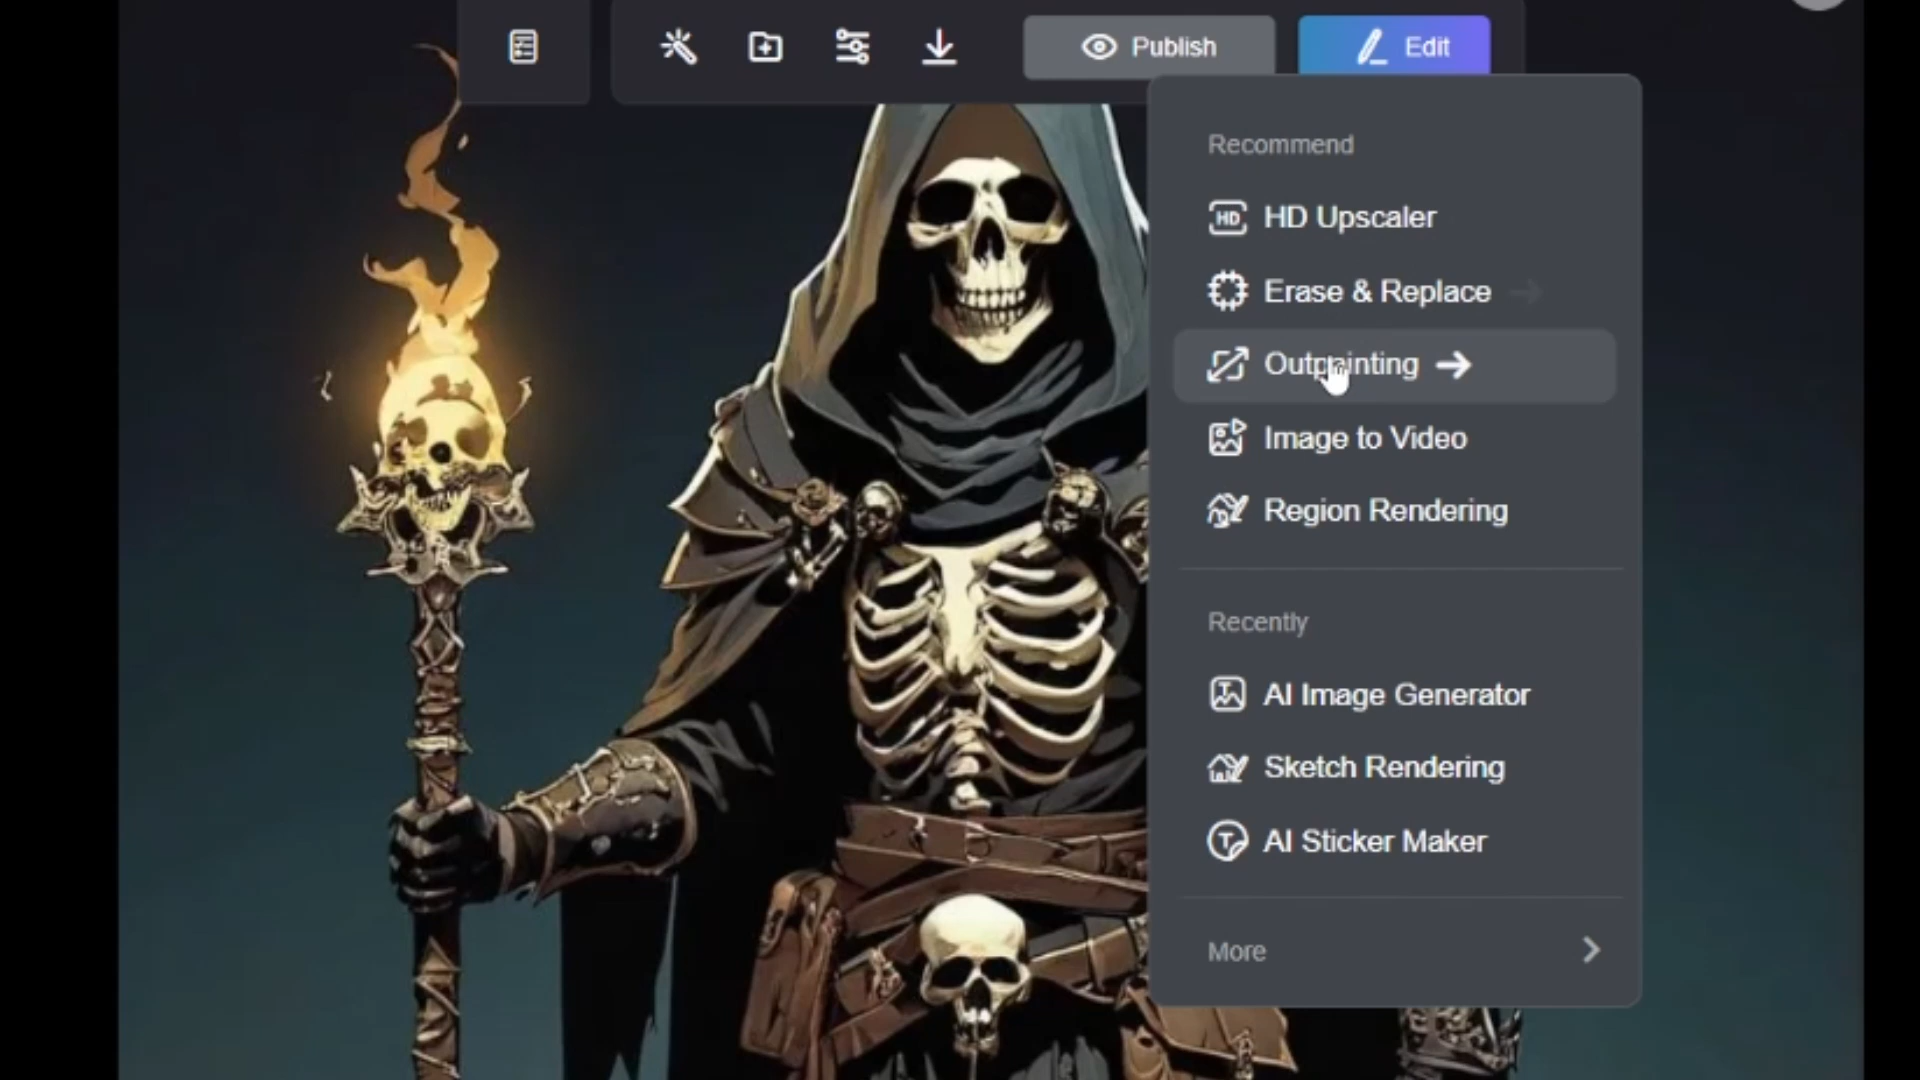 Publish
Edit
Recommend
HD Upscaler
Erase & Replace
Outpainting
Image to Video
Region Rendering
Recently
AI Image Generator
Sketch Rendering
AI Sticker Maker
More